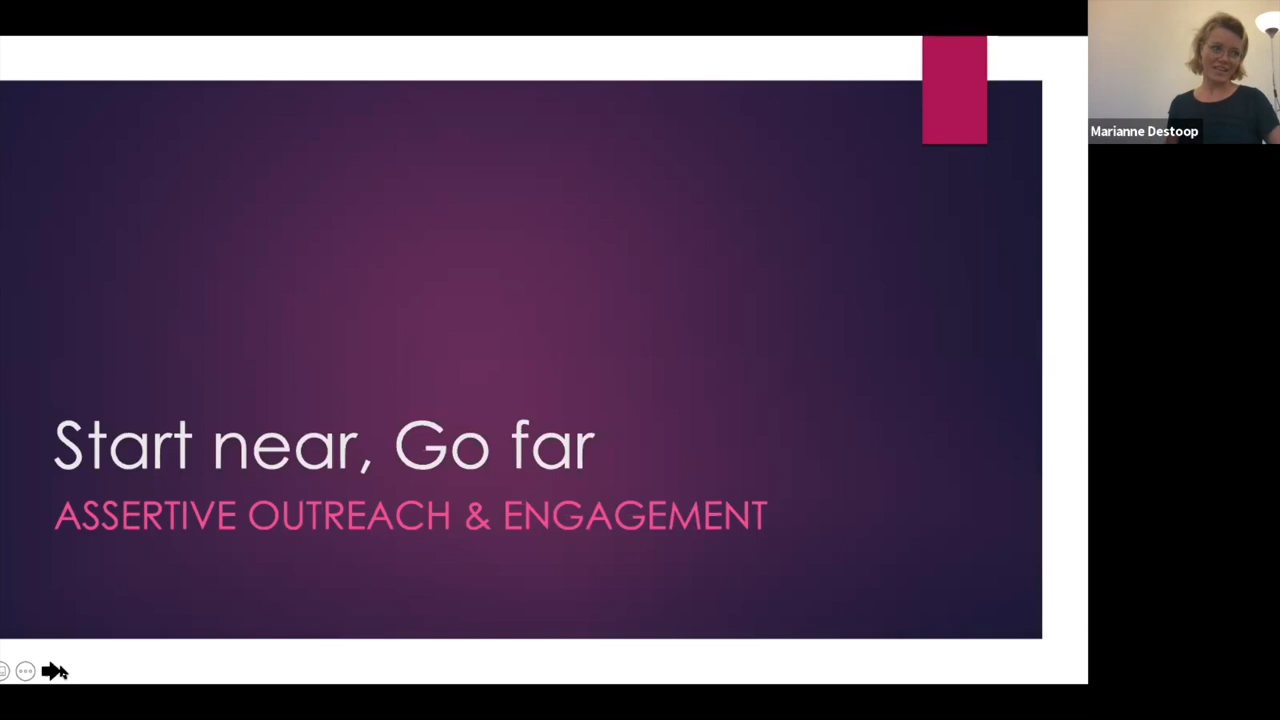 Start near, Go far
ASSERTIVE OUTREACH & ENGAGEMENT
Marianne Destoop